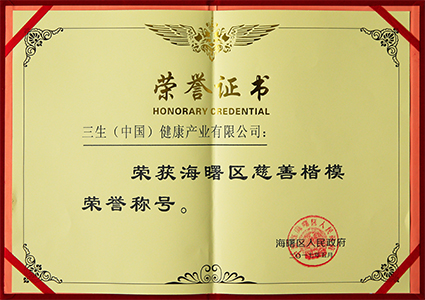 荣誉证书
HONORARY CREDENTIAL
三生（中国）健康产业有限公司：
荣获海曙区慈善楷模
荣誉称号。
海曙区人民政府